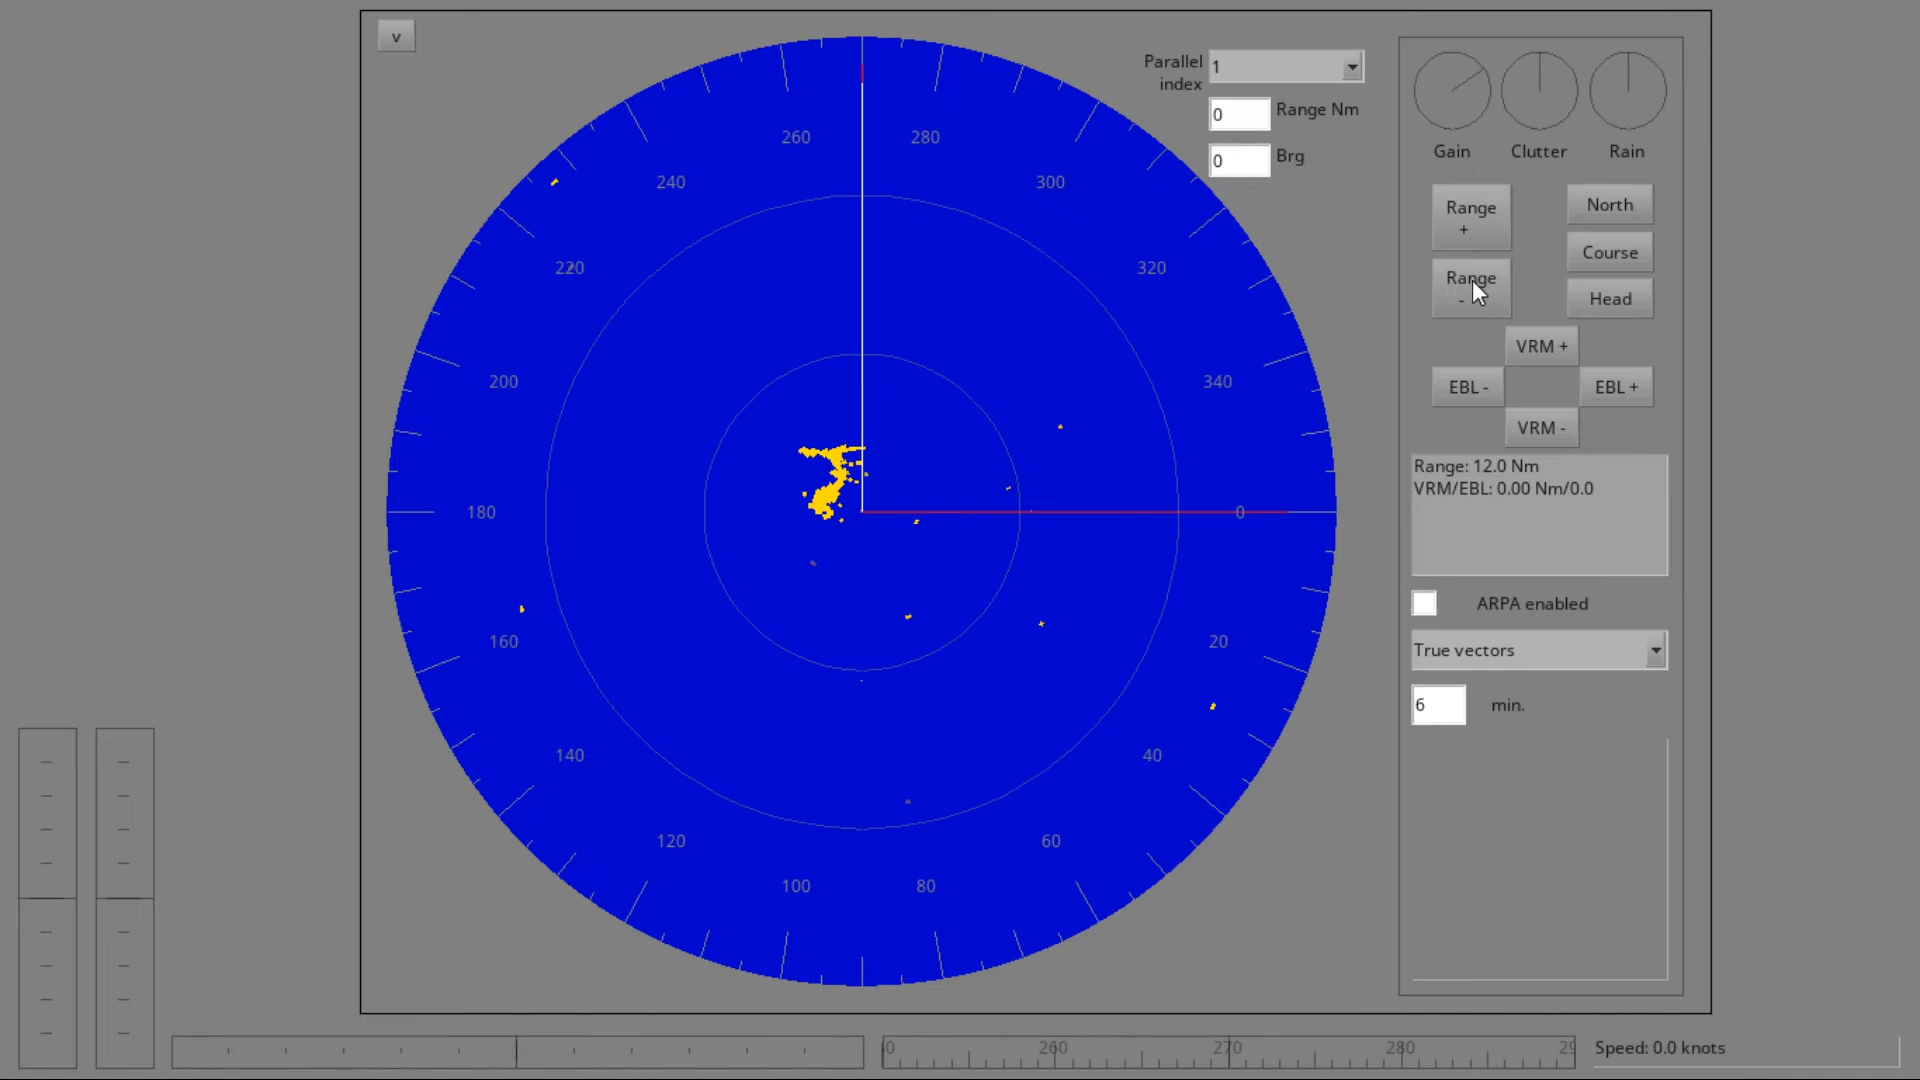 v
Parallel
index
1
0
Range Nm
0
Brg
Gain
Clutter
Rain
Range
+
Range
-
North
Course
Head
VRM +
EBL -
EBL +
VRM -
Range: 12.0 Nm
VRM/EBL: 0.00 Nm/0.0
ARPA enabled
True vectors
6
min.
260
280
240
300
220
320
200
340
180
0
160
20
140
40
120
60
100
80
260
270
280
Speed: 0.0 knots